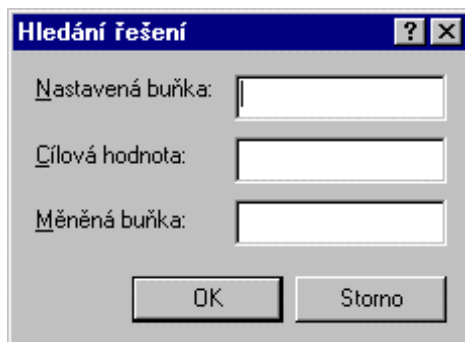 Hledání řešení
Nastavená buňka:
Cílová hodnota:
Měněná buňka:
OK Storno